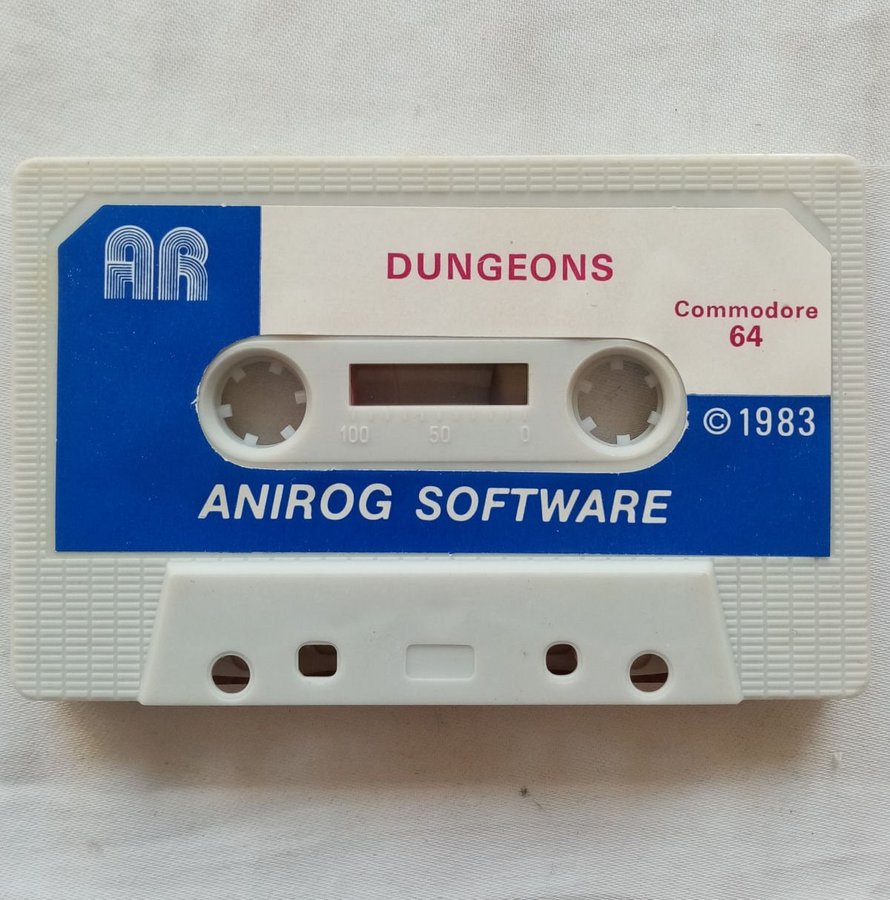 AR
DUNGEONS
Commodore
64
100 50 0
© 1983
ANIROG SOFTWARE